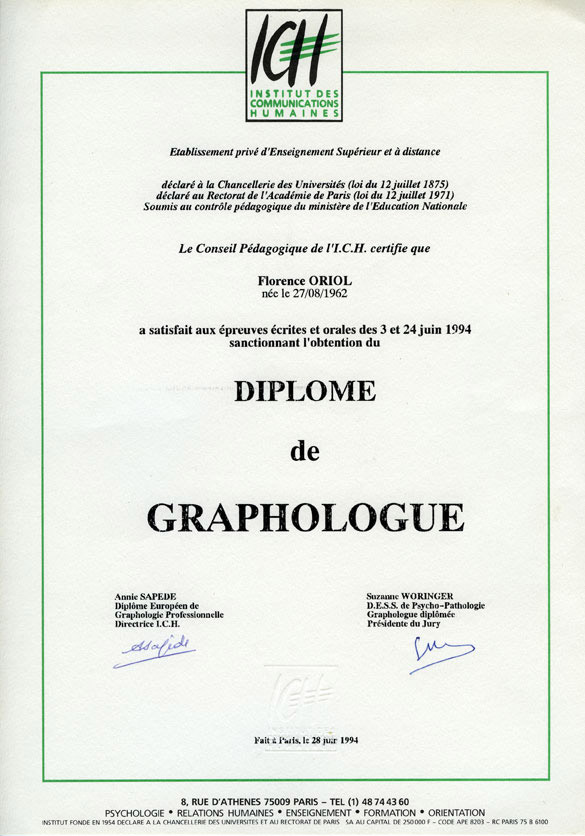 ICH
INSTITUT DES
COMMUNICATIONS
HUMAINES
Etablissement privé d'Enseignement Supérieur et à distance
déclaré à la Chancellerie des Universités (loi du 12 juillet 1875)
déclaré au Rectorat de l'Académie de Paris (loi du 12 juillet 1971)
Soumis au contrôle pédagogique du ministère de l'Education Nationale
Le Conseil Pédagogique de l'I.C.H. certifie que
Florence ORIOL
née le 27/08/1962
a satisfait aux épreuves écrites et orales des 3 et 24 juin 1994
sanctionnant l'obtention du
DIPLOME
de
GRAPHOLOGUE
Annie SAPEDE
Diplôme Européen de
Graphologie Professionnelle
Directrice I.C.H.
Suzanne WORINGER
D.E.S.S. de Psycho-Pathologie
Graphologue diplômée
Présidente du Jury
ICH
Fait à Paris, le 28 juin 1994
8, RUE D'ATHENES 75009 PARIS – TEL (1) 48 74 43 60
PSYCHOLOGIE • RELATIONS HUMAINES • ENSEIGNEMENT • FORMATION • ORIENTATION
INSTITUT FONDE EN 1954 DECLARE A LA CHANCELLERIE DES UNIVERSITES ET AU RECTORAT DE PARIS SA AU CAPITAL DE 250000 F – CODE APE 8203 – RC PARIS 75 B 6100